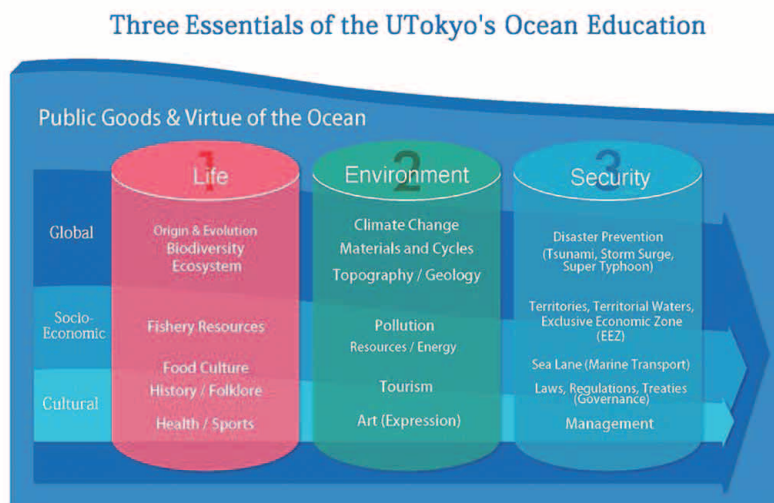 Three Essentials of the UTokyo's Ocean Education
Public Goods & Virtue of the Ocean
1
Life
2
Environment
3
Security
Global
Origin & Evolution
Biodiversity
Ecosystem
Climate Change
Materials and Cycles
Topography / Geology
Disaster Prevention
(Tsunami, Storm Surge,
Super Typhoon)
Socio-
Economic
Fishery Resources
Pollution
Resources / Energy
Territories, Territorial Waters,
Exclusive Economic Zone
(EEZ)
Food Culture
Sea Lane (Marine Transport)
Cultural
History / Folklore
Health / Sports
Tourism
Art (Expression)
Laws, Regulations, Treaties
(Governance)
Management